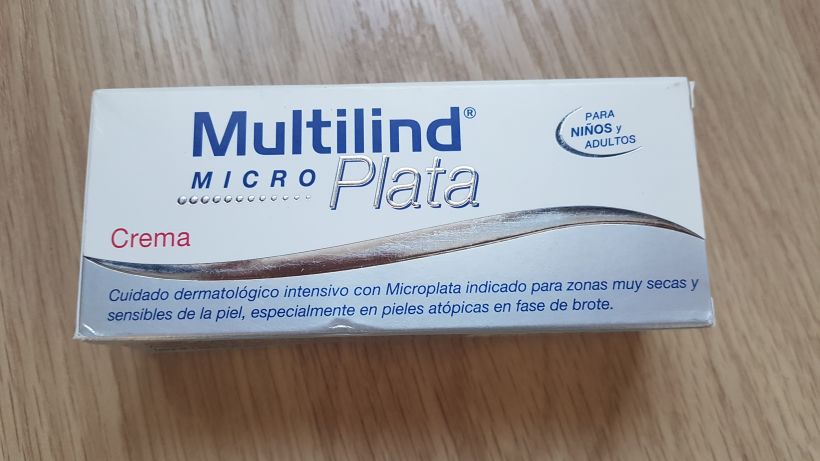 Multilind®
MICRO Plata
PARA
NIÑOS y
ADULTOS
Crema
Cuidado dermatológico intensivo con Microplata indicado para zonas muy secas y
sensibles de la piel, especialmente en pieles atópicas en fase de brote.